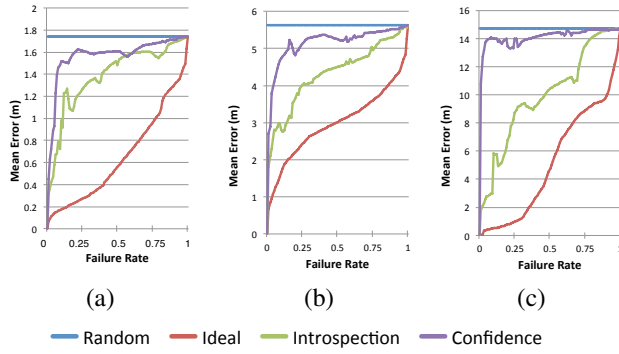 2
1.8
1.6
1.4
1.2
1
0.8
0.6
0.4
0.2
0
Mean Error (m)
0 0.25 0.5 0.75 1
Failure Rate
(a)
6
5
4
3
2
1
0
Mean Error (m)
0 0.25 0.5 0.75 1
Failure Rate
(b)
16
14
12
10
8
6
4
2
0
Mean Error (m)
0 0.25 0.5 0.75 1
Failure Rate
(c)
Random Ideal Introspection Confidence